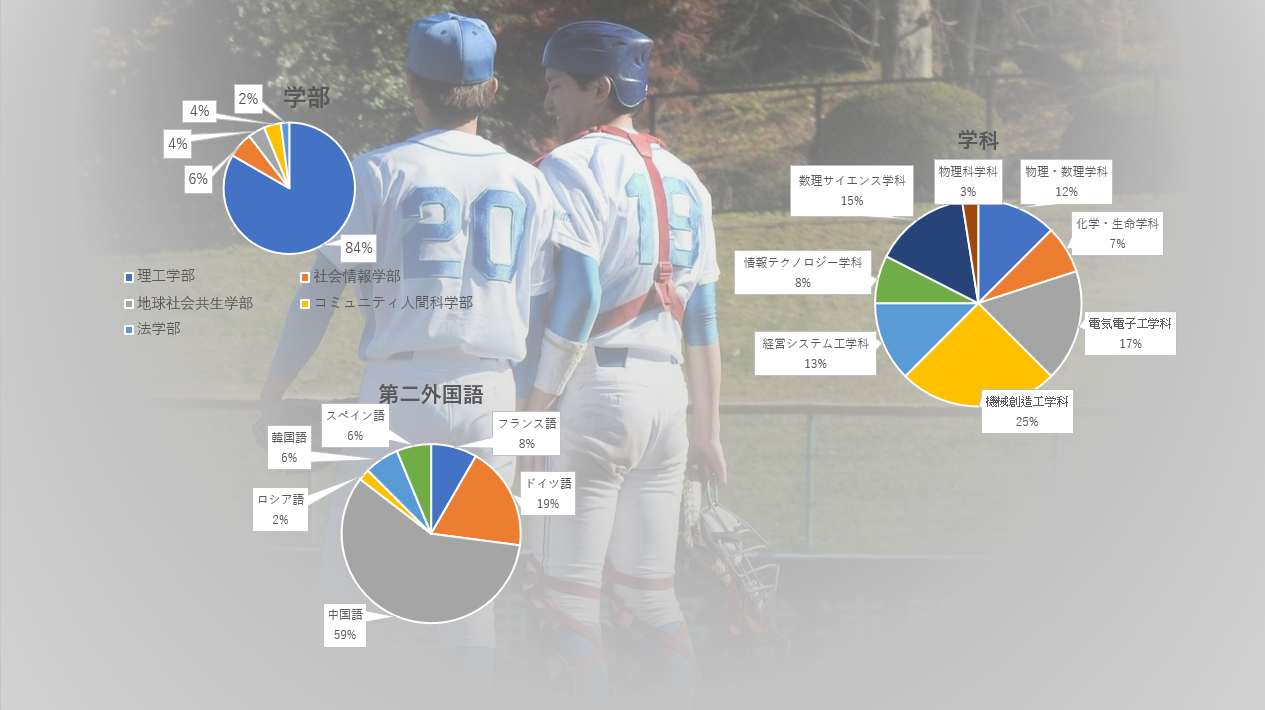 学部
2%
4%
4%
6%
84%
理工学部
社会情報学部
地球社会共生学部
コミュニティ人間科学部
法学部
学科
物理科学科
3%
物理・数理学科
12%
数理サイエンス学科
15%
化学・生命学科
7%
情報テクノロジー学科
8%
電気電子工学科
17%
経営システム工学科
13%
機械創造工学科
25%
第二外国語
スペイン語
6%
フランス語
8%
韓国語
6%
ドイツ語
19%
ロシア語
2%
中国語
59%
20
19